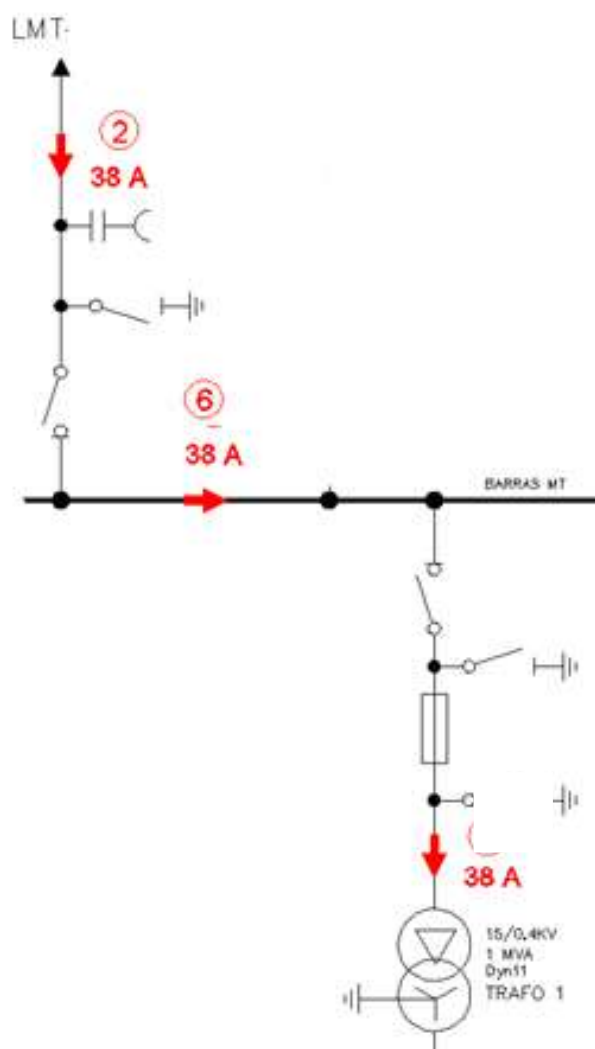 LMT-
2
38 A
6
38 A
BARRAS MT
38 A
15/0.4KV
1 MVA
Dyn11
TRAFO 1